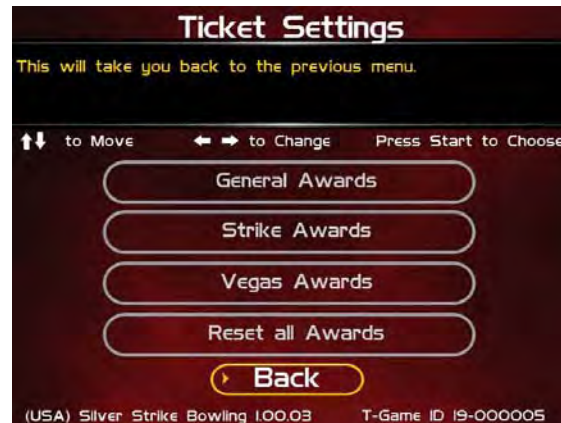 Ticket Settings
This will take you back to the previous menu.
to Move to Change Press Start to Choose
General Awards
Strike Awards
Vegas Awards
Reset all Awards
Back
(USA) Silver Strike Bowling 1.00.03 T-Game ID 19-000005